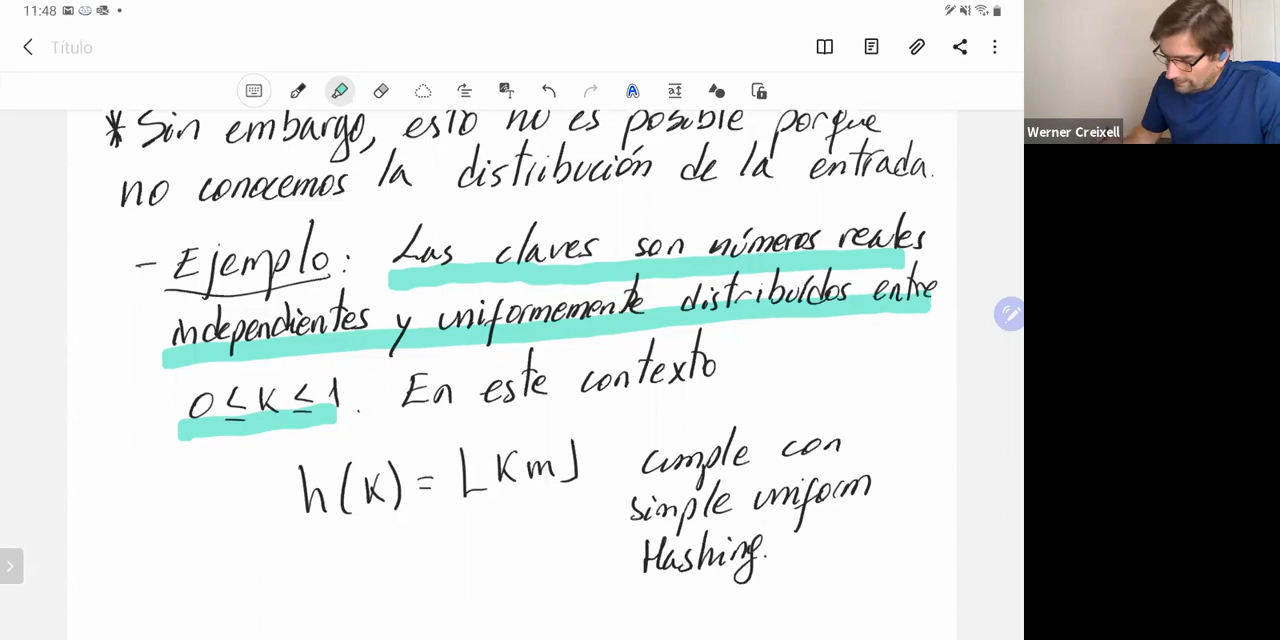 11:48
Título
* Sin embargo, esto no es posible porque
no conocemos la distribución de la entrada.
- Ejemplo: Las claves son números reales
independientes y uniformemente distribuídos entre
0 ≤ K ≤ 1. En este contexto
h(K) = ⌊Km⌋ cumple con
simple uniform
Hashing.
Werner Creixell